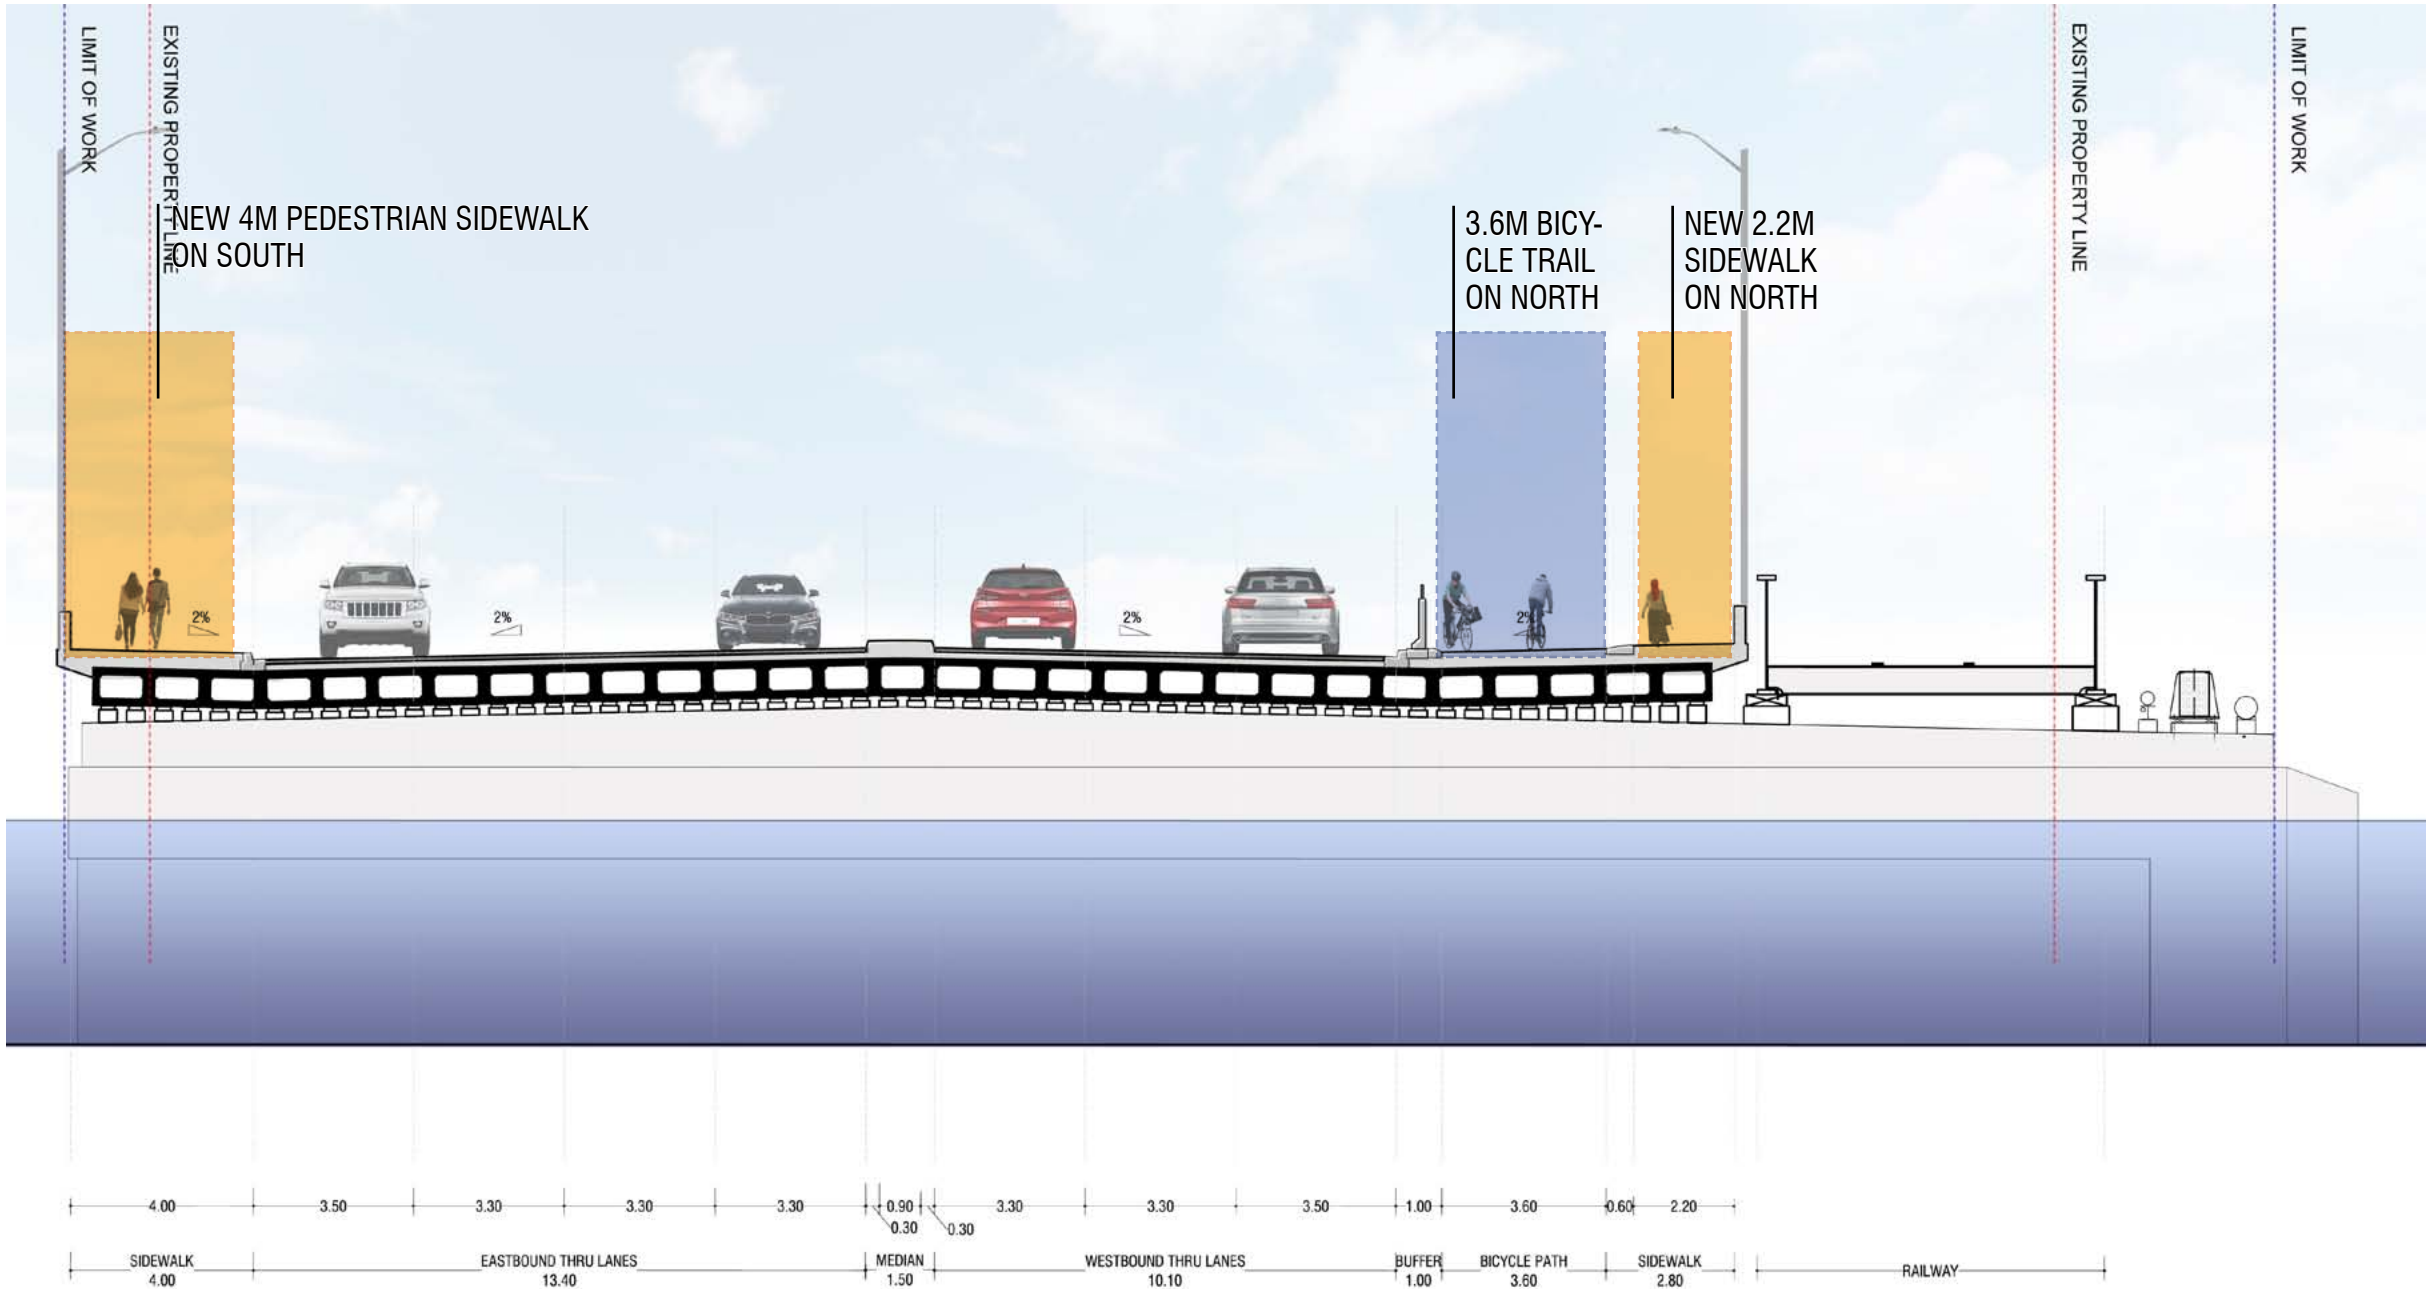 LIMIT OF WORK
EXISTING PROPERTY LINE
EXISTING PROPERTY LINE
LIMIT OF WORK
NEW 4M PEDESTRIAN SIDEWALK
ON SOUTH
3.6M BICY-
CLE TRAIL
ON NORTH
NEW 2.2M
SIDEWALK
ON NORTH
2%
2%
2%
2%
4.00
3.50
3.30
3.30
3.30
0.90
0.30
0.30
3.30
3.30
3.50
1.00
3.60
0.60
2.20
SIDEWALK
4.00
EASTBOUND THRU LANES
13.40
MEDIAN
1.50
WESTBOUND THRU LANES
10.10
BUFFER
1.00
BICYCLE PATH
3.60
SIDEWALK
2.80
RAILWAY